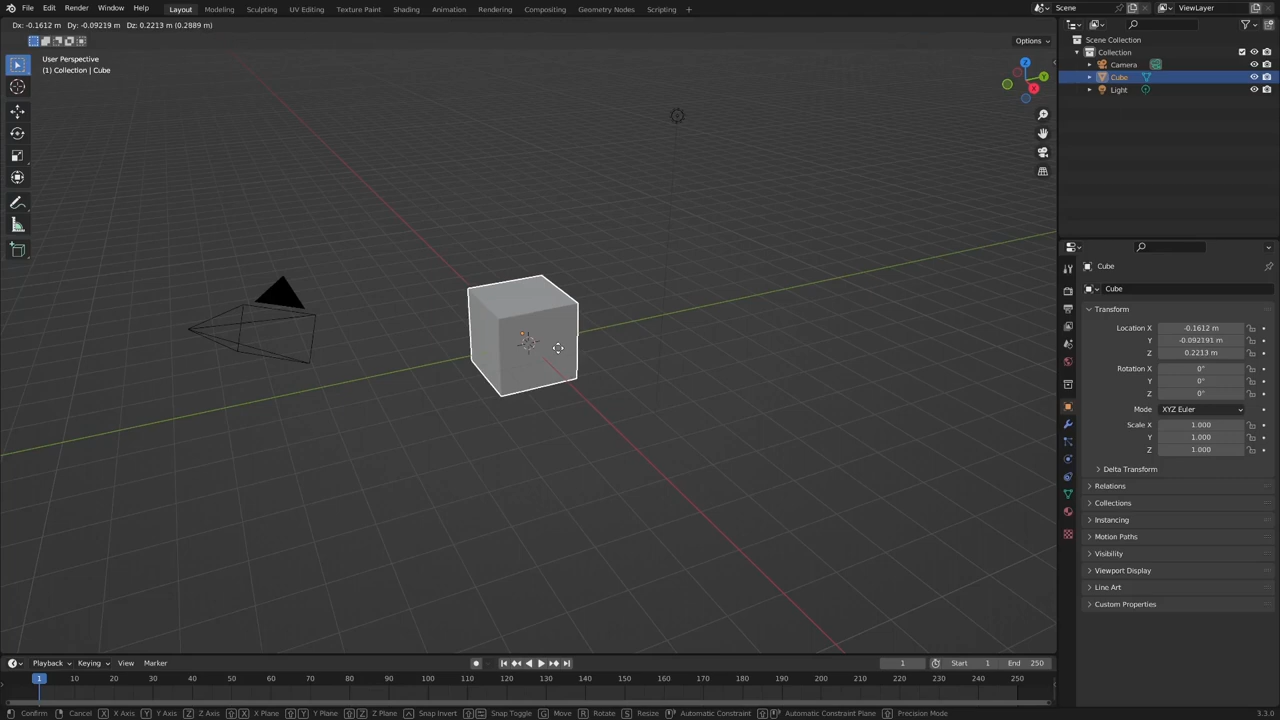 File Edit Render Window Help Layout Modeling Sculpting UV Editing Texture Paint Shading Animation Rendering Compositing Geometry Nodes Scripting + Scene ViewLayer
Dx: -0.1612 m Dy: -0.09219 m Dz: 0.2213 m (0.2889 m)
Options
User Perspective
(1) Collection | Cube
Z
Y
X
Scene Collection
Collection
Camera
Cube
Light
Cube
Cube
Transform
Location X -0.1612 m
Y -0.092191 m
Z 0.2213 m
Rotation X 0°
Y 0°
Z 0°
Mode XYZ Euler
Scale X 1.000
Y 1.000
Z 1.000
Delta Transform
Relations
Collections
Instancing
Motion Paths
Visibility
Viewport Display
Line Art
Custom Properties
Playback Keying View Marker 1 Start 1 End 250
1 10 20 30 40 50 60 70 80 90 100 110 120 130 140 150 160 170 180 190 200 210 220 230 240 250
Confirm Cancel X X Axis Y Y Axis Z Z Axis X X Plane Y Y Plane Z Z Plane Snap Invert Snap Toggle G Move R Rotate S Resize Automatic Constraint Automatic Constraint Plane Precision Mode 3.3.0